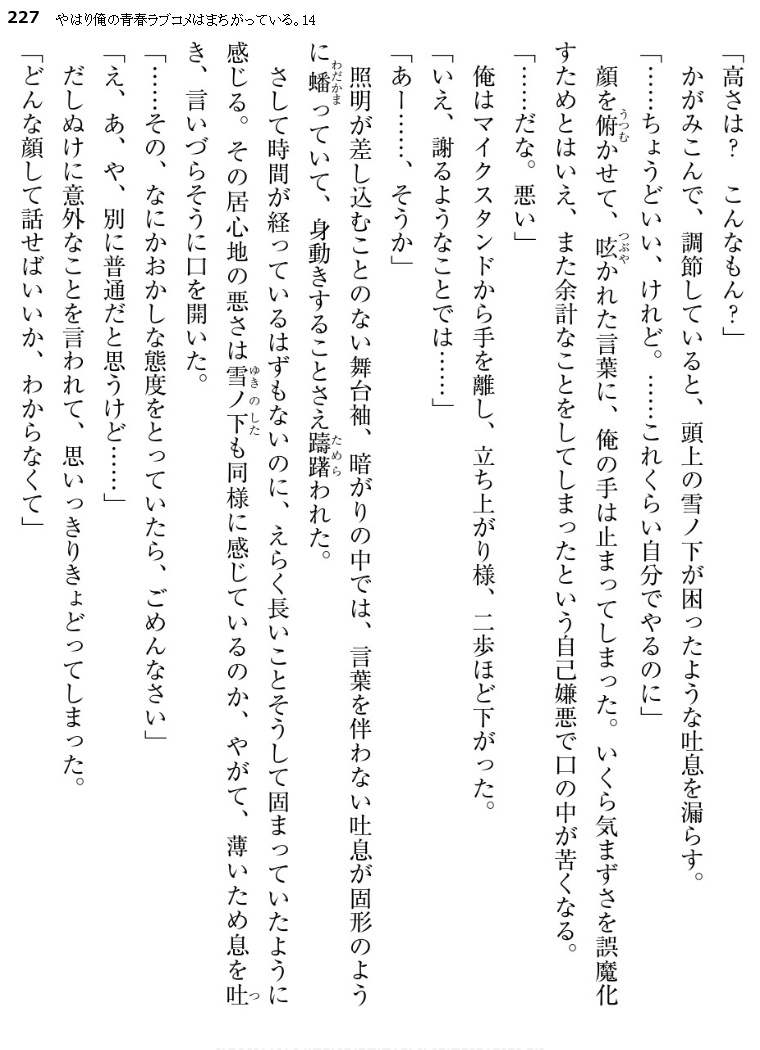 227 やはり俺の青春ラブコメはまちがっている。14
「高さは？　こんなもん？」
かがみこんで、調節していると、頭上の雪ノ下が困ったような吐息を漏らす。
「……ちょうどいい、けれど。……これくらい自分でやるのに」
顔を俯かせて、呟かれた言葉に、俺の手は止まってしまった。いくら気まずさを誤魔化
すためとはいえ、また余計なことをしてしまったという自己嫌悪で口の中が苦くなる。
「……だな。悪い」
俺はマイクスタンドから手を離し、立ち上がり様、二歩ほど下がった。
「いえ、謝るようなことでは……」
「あー……、そうか」
照明が差し込むことのない舞台袖、暗がりの中では、言葉を伴わない吐息が固形のよう
に蟠っていて、身動きすることさえ躊躇われた。
さして時間が経っているはずもないのに、えらく長いことそうして固まっていたように
感じる。その居心地の悪さは雪ノ下も同様に感じているのか、やがて、薄いため息を吐
き、言いづらそうに口を開いた。
「……その、なにかおかしな態度をとっていたら、ごめんなさい」
「え、あ、や、別に普通だと思うけど……」
だしぬけに意外なことを言われて、思いっきりきょどってしまった。
「どんな顔して話せばいいか、わからなくて」